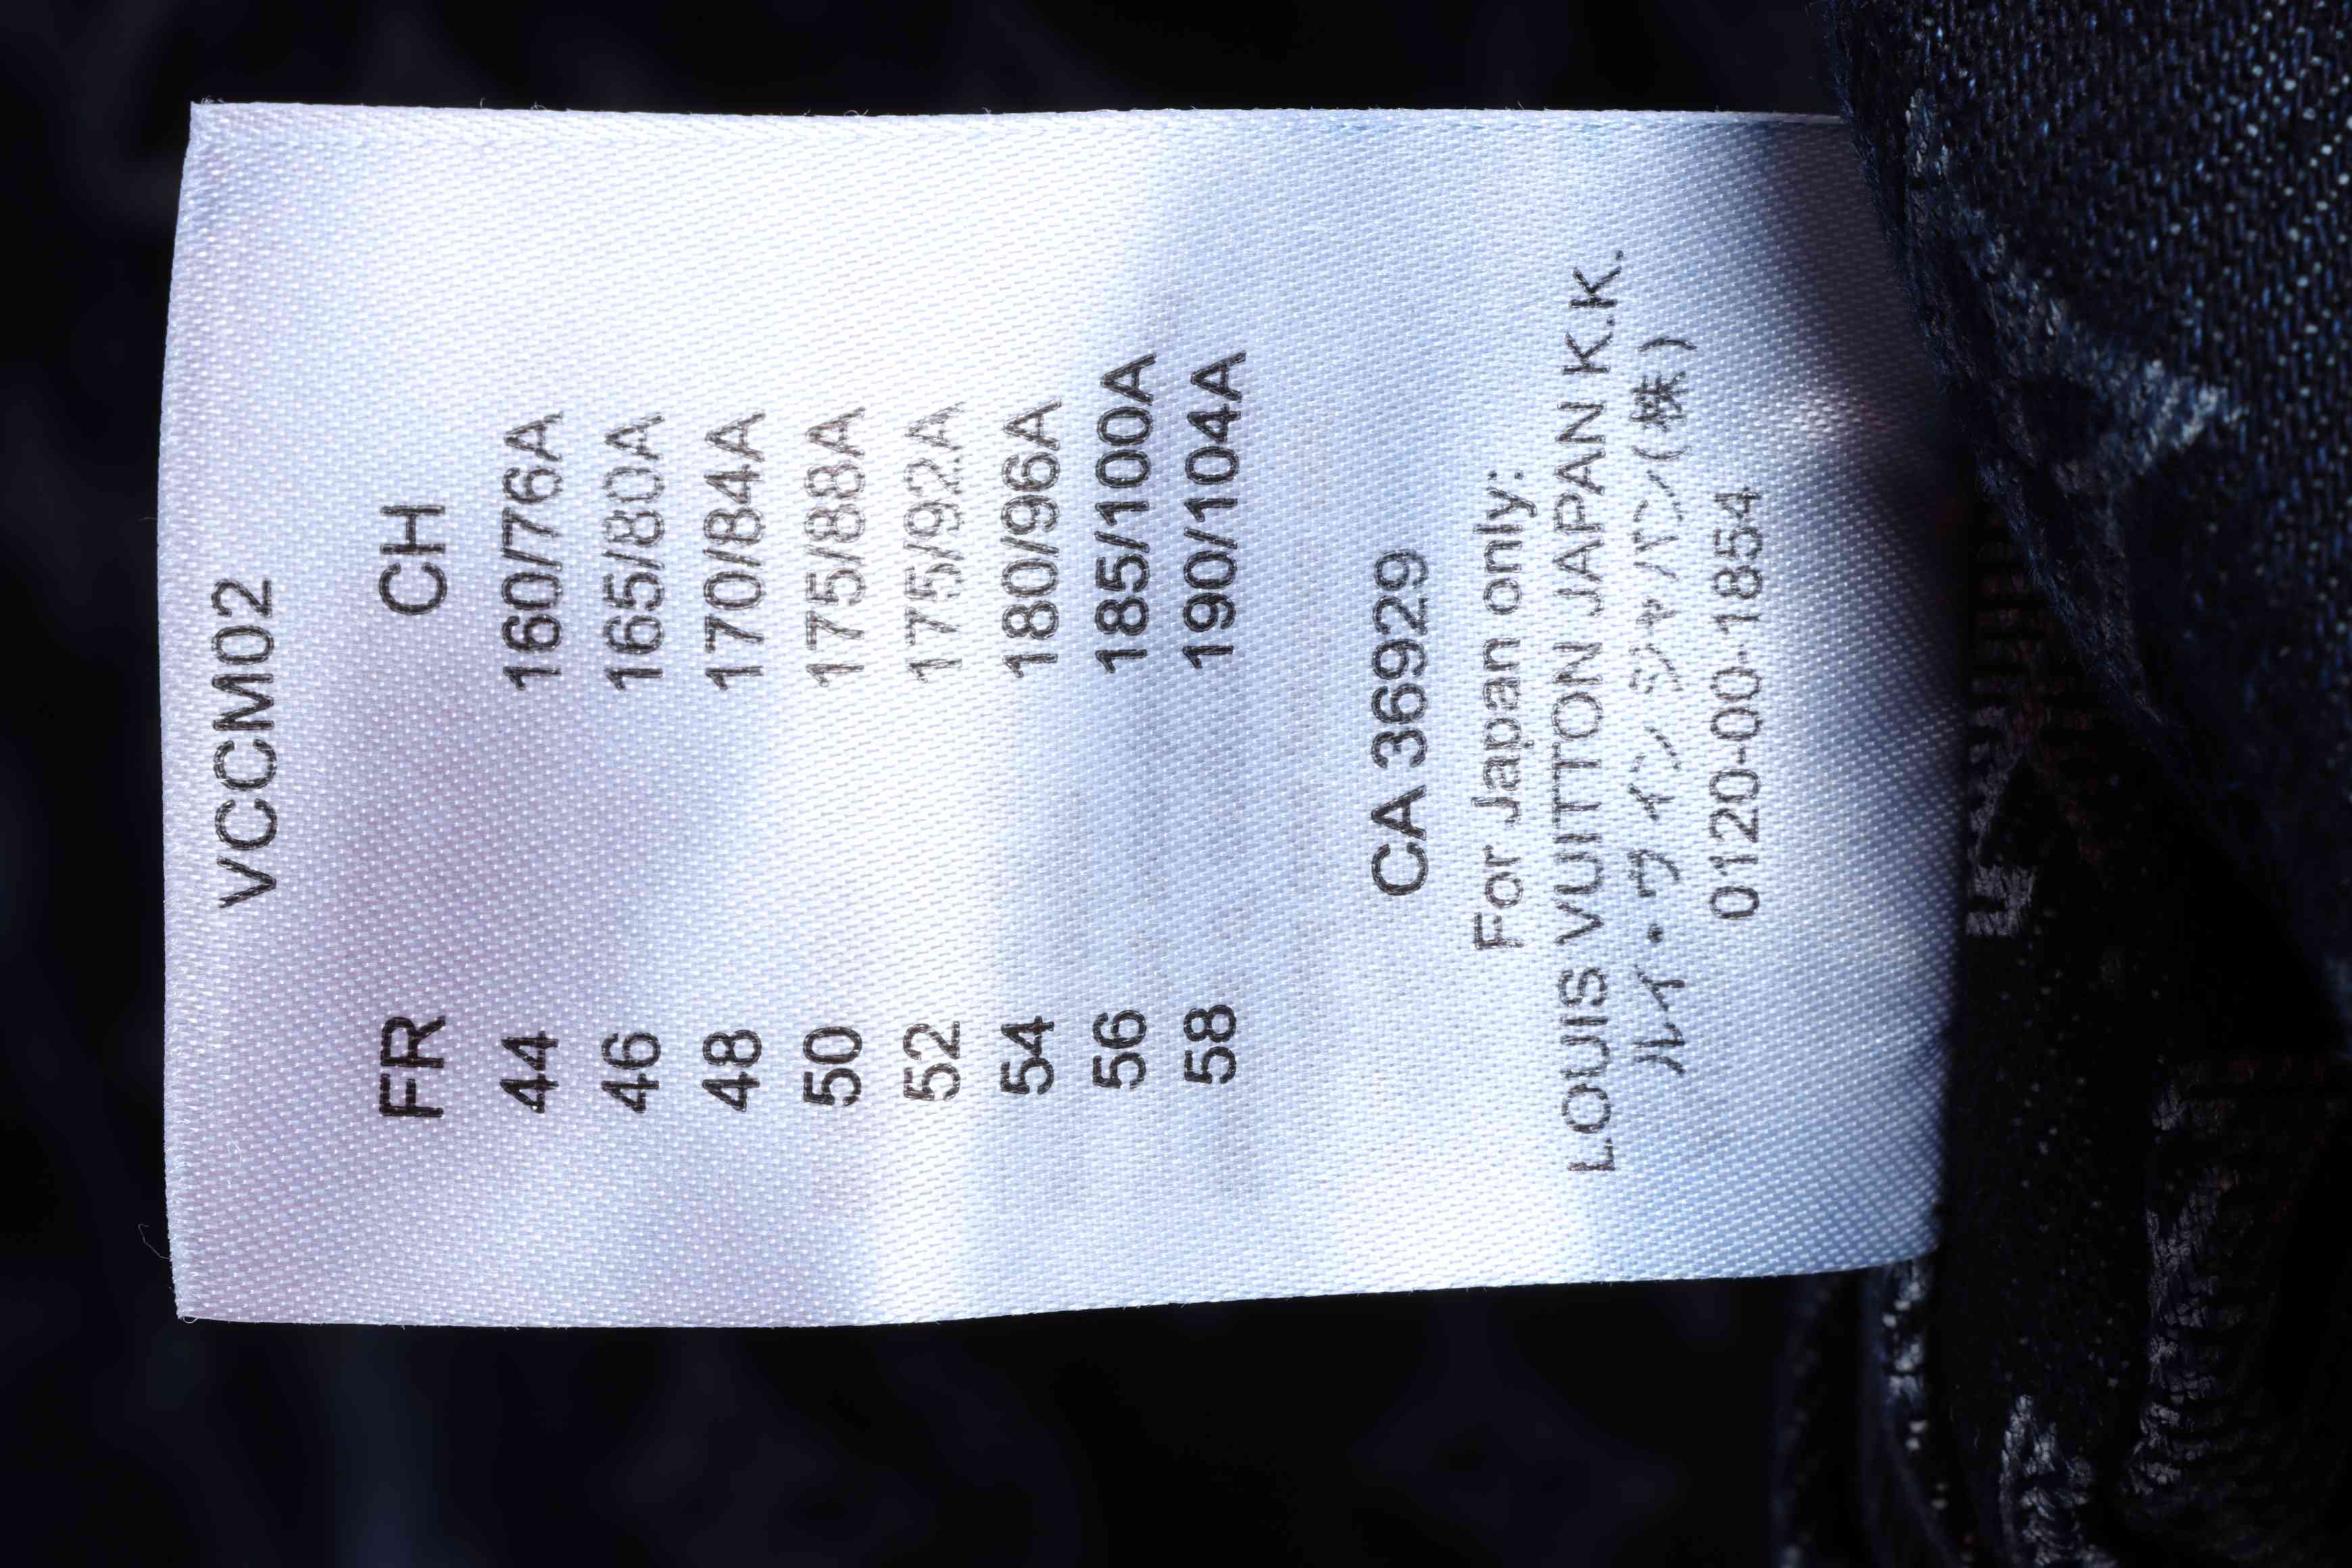 VCCM02
FR CH
44 160/76A
46 165/80A
48 170/84A
50 175/88A
52 175/92A
54 180/96A
56 185/100A
58 190/104A
CA 36929
For Japan only:
LOUIS VUITTON JAPAN K.K.
ルイ・ヴィトン ジャパン(株)
0120-00-1854